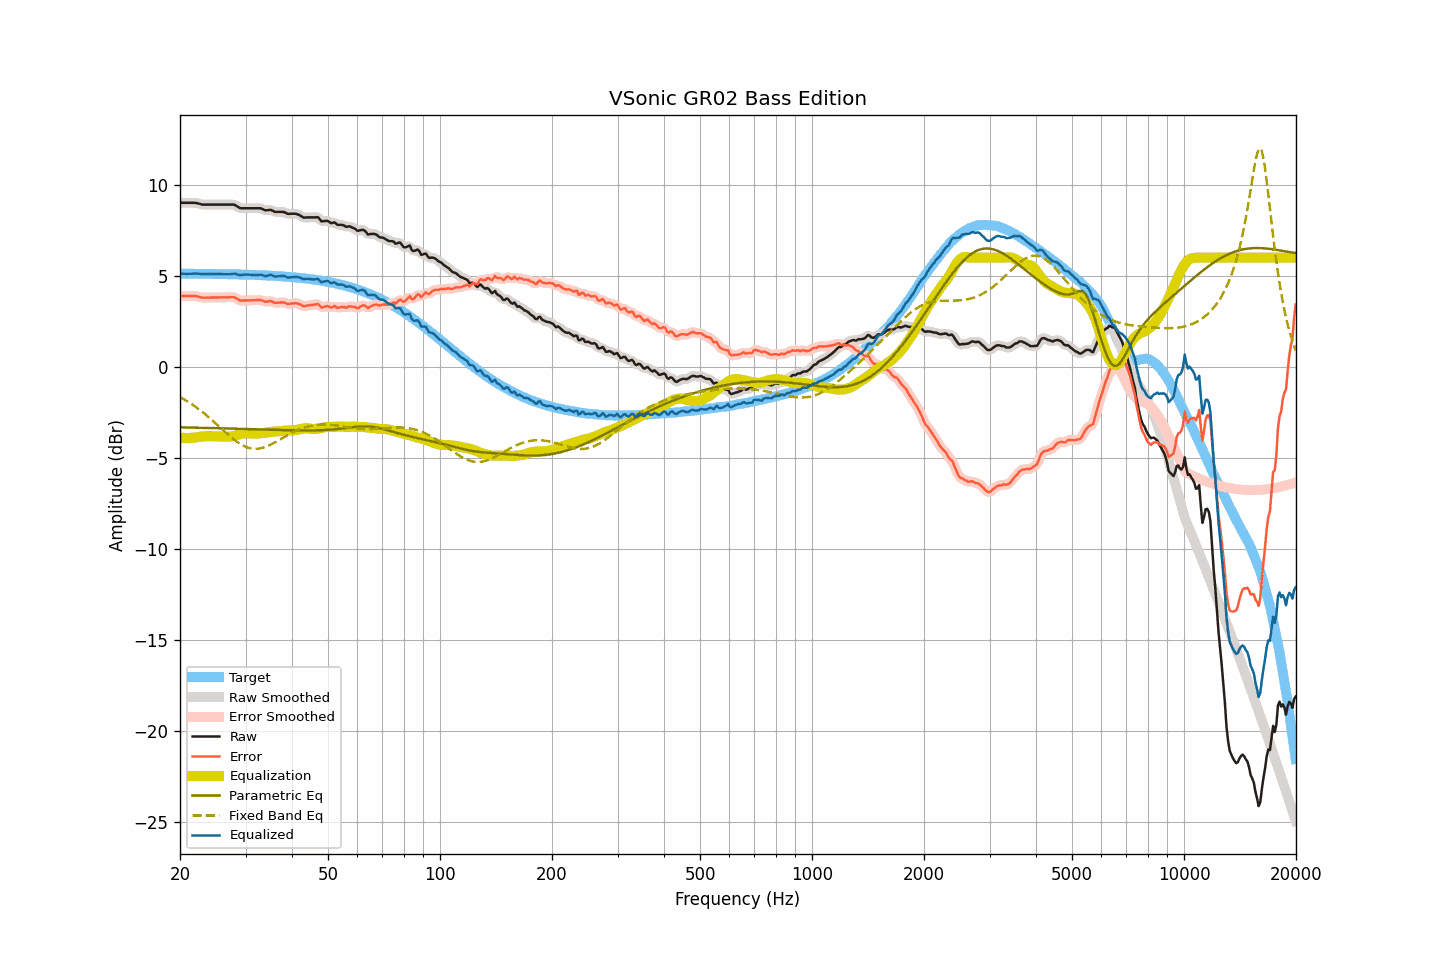 VSonic GR02 Bass Edition
Amplitude (dBr)
10
5
0
−5
−10
−15
−20
−25
Target
Raw Smoothed
Error Smoothed
Raw
Error
Equalization
Parametric Eq
Fixed Band Eq
Equalized
20 50 100 200 500 1000 2000 5000 10000 20000
Frequency (Hz)